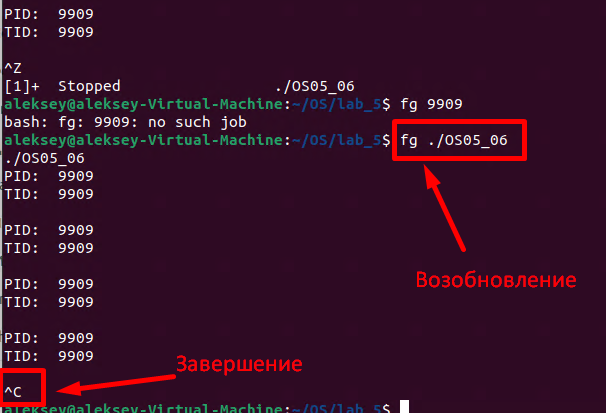 PID:  9909
TID:  9909
^Z
[1]+  Stopped                 ./OS05_06
aleksey@aleksey-Virtual-Machine:~/OS/lab_5$ fg 9909
bash: fg: 9909: no such job
aleksey@aleksey-Virtual-Machine:~/OS/lab_5$ fg ./OS05_06
./OS05_06
PID:  9909
TID:  9909
PID:  9909
TID:  9909
Возобновление
PID:  9909
TID:  9909
PID:  9909
TID:  9909
Завершение
^C
aleksey@aleksey-Virtual-Machine:~/OS/lab_5$